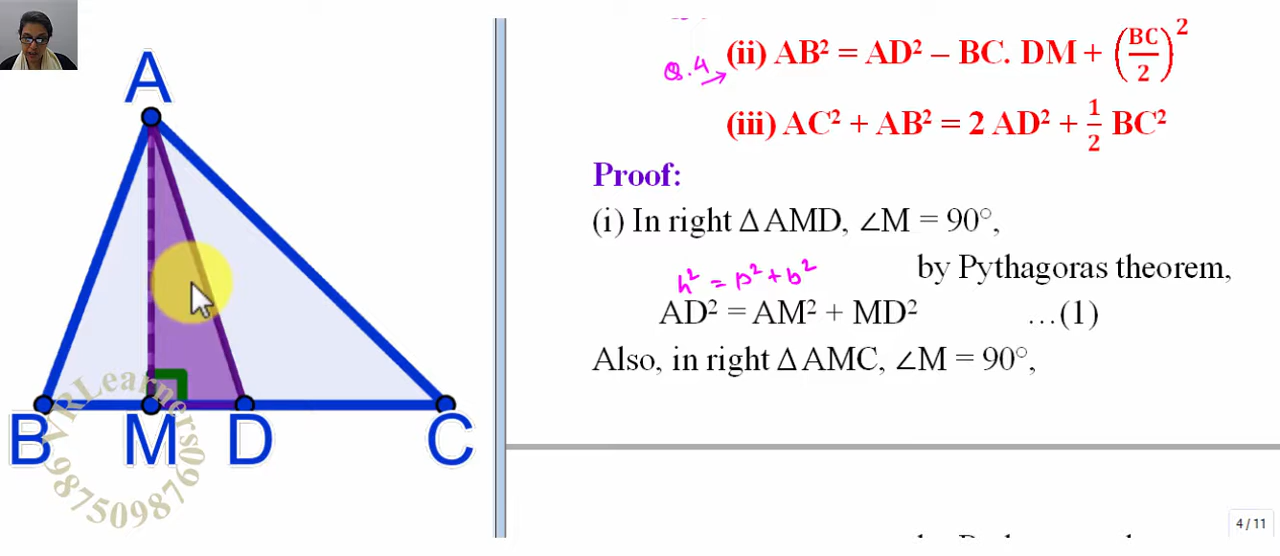 A
B M D C
VRLearners
9875098760
Q.4 (ii) AB² = AD² – BC. DM + (BC/2)²
(iii) AC² + AB² = 2 AD² + 1/2 BC²
Proof:
(i) In right Δ AMD, ∠M = 90°,
by Pythagoras theorem,
h² = p² + b²
AD² = AM² + MD² …(1)
Also, in right Δ AMC, ∠M = 90°,
4 / 11